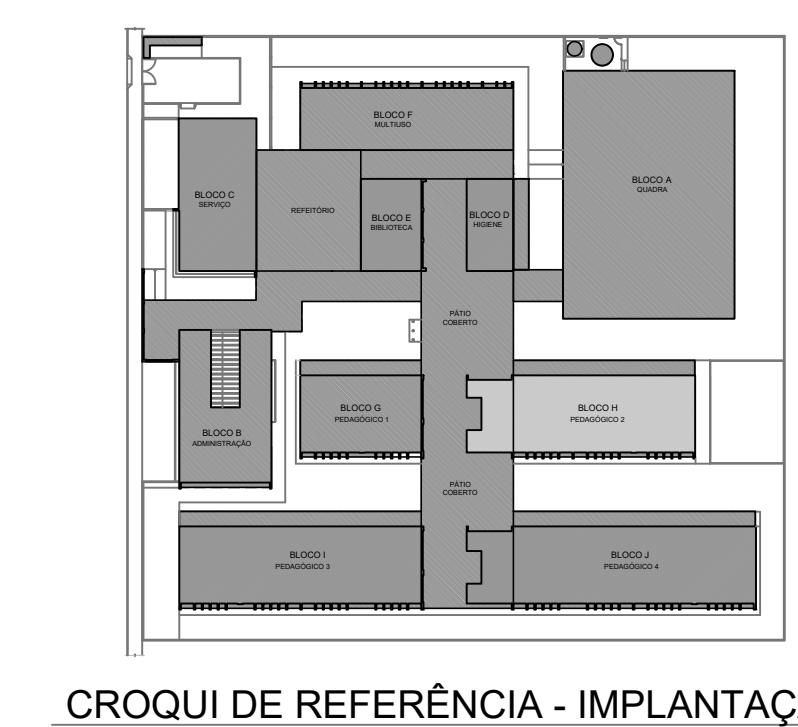 BLOCO F
MULTIUSO
BLOCO A
QUADRA
BLOCO C
SERVIÇO
REFEITÓRIO
BLOCO E
BIBLIOTECA
BLOCO D
HIGIENE
PÁTIO
COBERTO
BLOCO G
PEDAGÓGICO 1
BLOCO H
PEDAGÓGICO 2
BLOCO B
ADMINISTRAÇÃO
PÁTIO
COBERTO
BLOCO I
PEDAGÓGICO 3
BLOCO J
PEDAGÓGICO 4
CROQUI DE REFERÊNCIA - IMPLANTAÇ